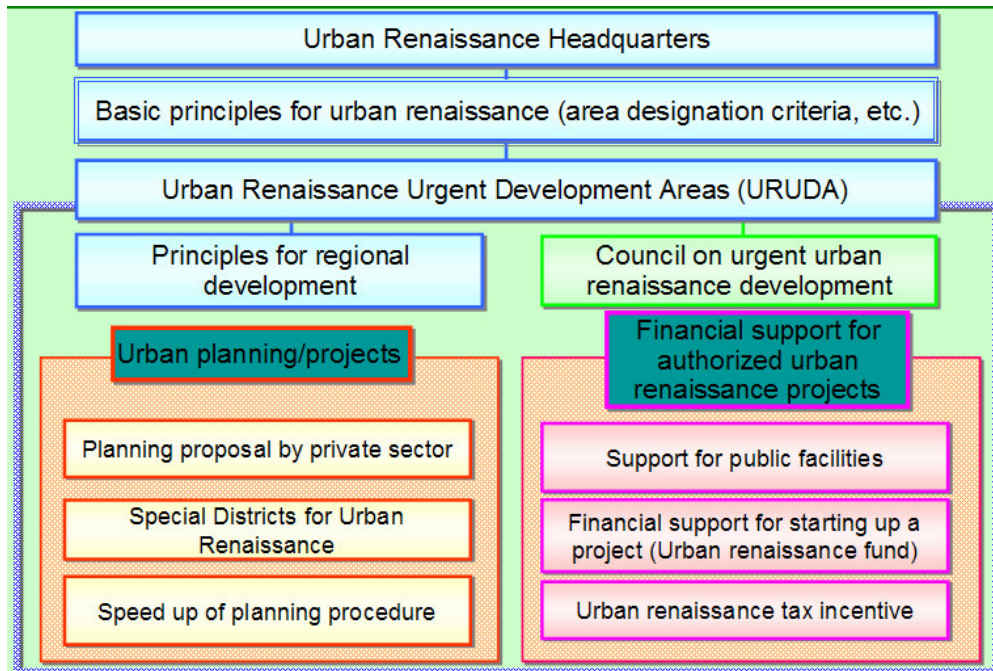 Urban Renaissance Headquarters
Basic principles for urban renaissance (area designation criteria, etc.)
Urban Renaissance Urgent Development Areas (URUDA)
Principles for regional
development
Council on urgent urban
renaissance development
Urban planning/projects
Financial support for
authorized urban
renaissance projects
Planning proposal by private sector
Special Districts for Urban
Renaissance
Speed up of planning procedure
Support for public facilities
Financial support for starting up a
project (Urban renaissance fund)
Urban renaissance tax incentive